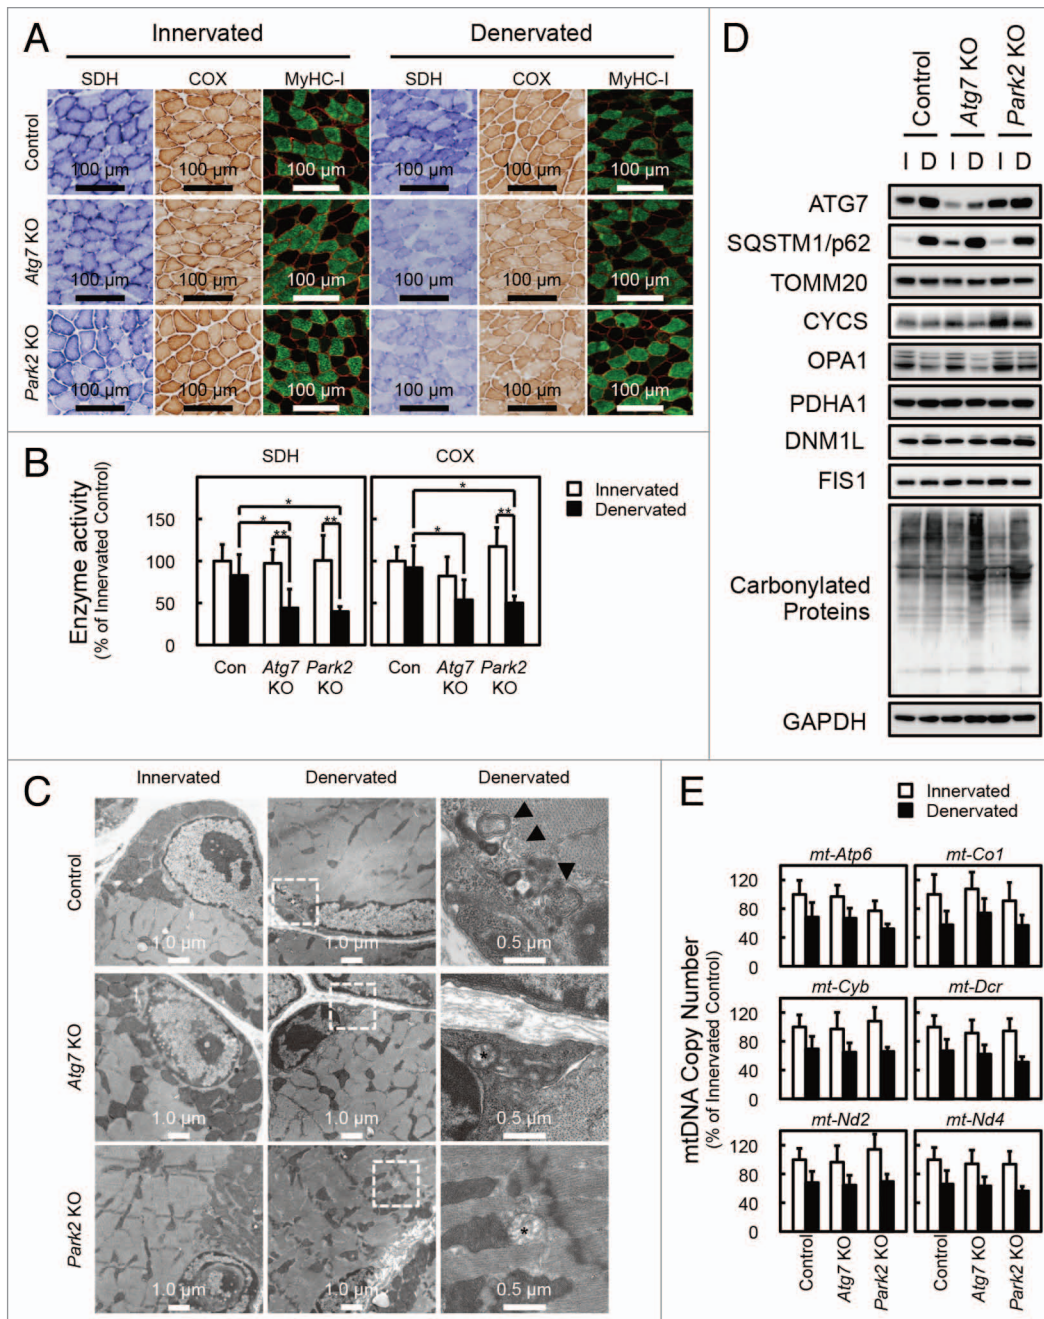 A
Innervated
Denervated
SDH COX MyHC-I SDH COX MyHC-I
Control
100 µm 100 µm 100 µm 100 µm 100 µm 100 µm
Atg7 KO
100 µm 100 µm 100 µm 100 µm 100 µm 100 µm
Park2 KO
100 µm 100 µm 100 µm 100 µm 100 µm 100 µm
B
SDH COX
Enzyme activity
(% of Innervated Control)
150
100
50
0
* * ** ** * * **
Innervated
Denervated
Con Atg7 KO Park2 KO Con Atg7 KO Park2 KO
C
Innervated Denervated Denervated
Control
1.0 µm 1.0 µm 0.5 µm
Atg7 KO
*
1.0 µm 1.0 µm 0.5 µm
Park2 KO
*
1.0 µm 1.0 µm 0.5 µm
D
Control Atg7 KO Park2 KO
I D I D I D
ATG7
SQSTM1/p62
TOMM20
CYCS
OPA1
PDHA1
DNM1L
FIS1
Carbonylated
Proteins
GAPDH
E
Innervated
Denervated
mtDNA Copy Number
(% of Innervated Control)
mt-Atp6 mt-Co1
120
80
40
0
mt-Cyb mt-Dcr
120
80
40
0
mt-Nd2 mt-Nd4
120
80
40
0
Control Atg7 KO Park2 KO Control Atg7 KO Park2 KO